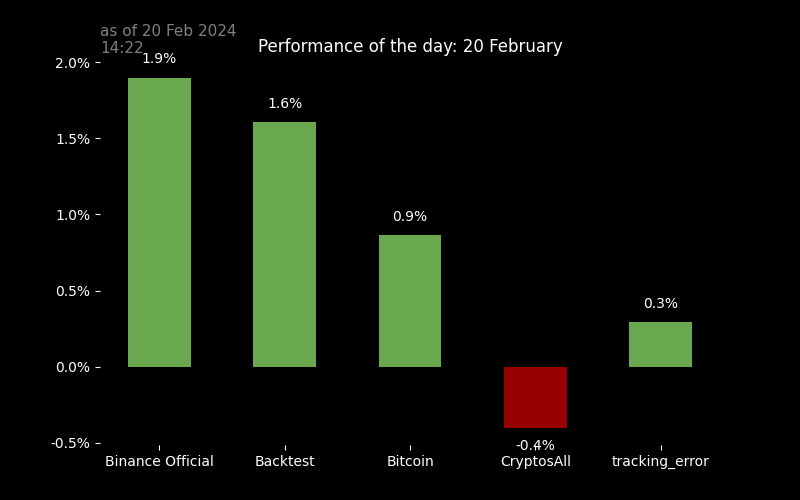 as of 20 Feb 2024
14:22
Performance of the day: 20 February
2.0%
1.5%
1.0%
0.5%
0.0%
-0.5%
1.9%
1.6%
0.9%
-0.4%
0.3%
Binance Official
Backtest
Bitcoin
CryptosAll
tracking_error